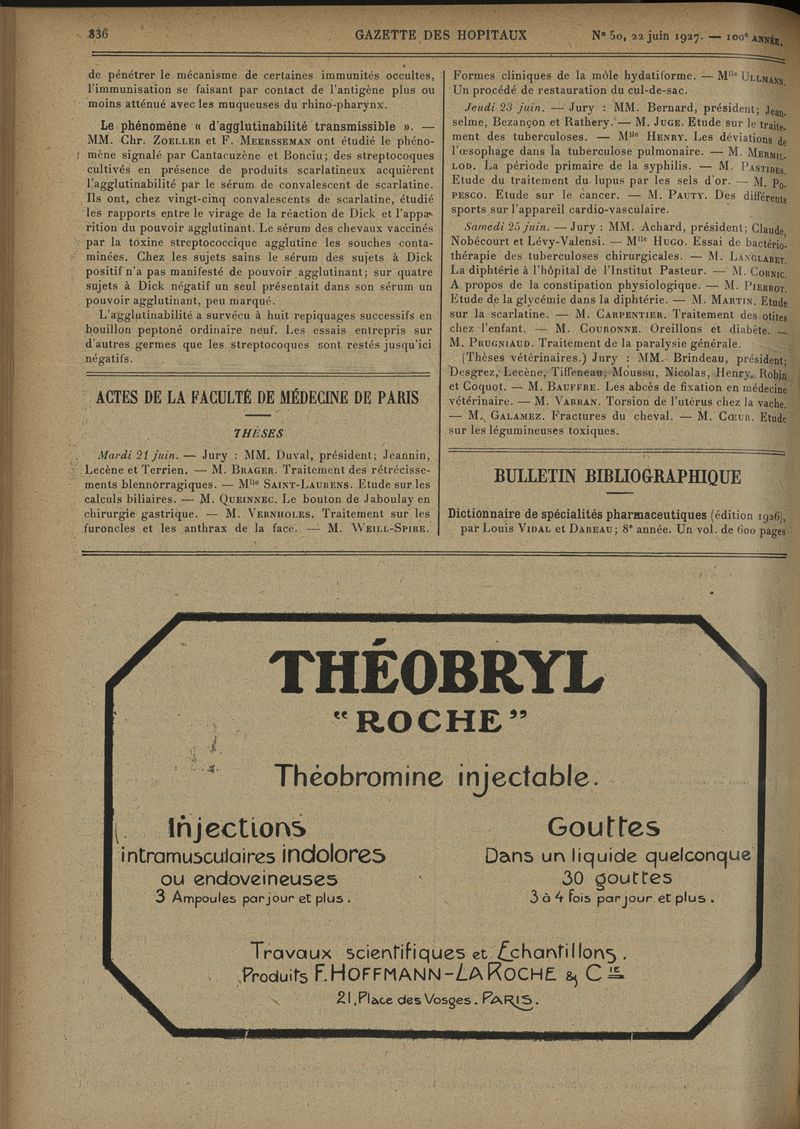 836
GAZETTE DES HOPITAUX
N° 50, 22 juin 1927. — 100e ANNÉE.
de pénétrer le mécanisme de certaines immunités occultes,
l'immunisation se faisant par contact de l'antigène plus ou
moins atténué avec les muqueuses du rhino-pharynx.
Le phénomène « d'agglutinabilité transmissible ». —
MM. Chr. ZOELLER et F. MEERSSEMAN ont étudié le phéno-
mène signalé par Cantacuzène et Bonciu; des streptocoques
cultivés en présence de produits scarlatineux acquièrent
l'agglutinabilité par le sérum de convalescent de scarlatine.
Ils ont, chez vingt-cinq convalescents de scarlatine, étudié
les rapports entre le virage de la réaction de Dick et l'appa-
rition du pouvoir agglutinant. Le sérum des chevaux vaccinés
par la toxine streptococcique agglutine les souches conta-
minées. Chez les sujets sains le sérum des sujets à Dick
positif n'a pas manifesté de pouvoir agglutinant; sur quatre
sujets à Dick négatif un seul présentait dans son sérum un
pouvoir agglutinant, peu marqué.
L'agglutinabilité a survécu à huit repiquages successifs en
bouillon peptoné ordinaire neuf. Les essais entrepris sur
d'autres germes que les streptocoques sont restés jusqu'ici
négatifs.
ACTES DE LA FACULTÉ DE MÉDECINE DE PARIS
THÈSES
Mardi 21 juin. — Jury : MM. Duval, président; Jeannin,
Lecène et Terrien. — M. BRAGER. Traitement des rétrécisse-
ments blennorragiques. — Mlle SAINT-LAURENS. Etude sur les
calculs biliaires. — M. QUEINNEC. Le bouton de Jaboulay en
chirurgie gastrique. — M. VERNHOLES. Traitement sur les
furoncles et les anthrax de la face. — M. WEILL-SPIRE.
Formes cliniques de la môle hydatiforme. — Mlle ULLMANN.
Un procédé de restauration du cul-de-sac.
Jeudi 23 juin. — Jury : MM. Bernard, président; Jean-
selme, Bezançon et Rathery. — M. JUGE. Etude sur le traite-
ment des tuberculoses. — Mlle HENRY. Les déviations de
l'œsophage dans la tuberculose pulmonaire. — M. MERMIL-
LOD. La période primaire de la syphilis. — M. PASTIDES.
Etude du traitement du lupus par les sels d'or. — M. PO-
PESCO. Etude sur le cancer. — M. PAUTY. Des différents
sports sur l'appareil cardio-vasculaire.
Samedi 25 juin. — Jury : MM. Achard, président; Claude,
Nobécourt et Lévy-Valensi. — Mlle HUGO. Essai de bactério-
thérapie des tuberculoses chirurgicales. — M. LANGLARET.
La diphtérie à l'hôpital de l'Institut Pasteur. — M. CORNIC.
A propos de la constipation physiologique. — M. PIERROT.
Etude de la glycémie dans la diphtérie. — M. MARTIN. Etude
sur la scarlatine. — M. CARPENTIER. Traitement des otites
chez l'enfant. — M. COURONNE. Oreillons et diabète. —
M. PRUGNIAUD. Traitement de la paralysie générale.
(Thèses vétérinaires.) Jury : MM. Brindeau, président;
Desgrez, Lecène, Tiffeneau, Moussu, Nicolas, Henry, Robin
et Coquot. — M. BAUFFRE. Les abcès de fixation en médecine
vétérinaire. — M. VABRAN. Torsion de l'utérus chez la vache.
— M. GALAMEZ. Fractures du cheval. — M. CŒUR. Etude
sur les légumineuses toxiques.
BULLETIN BIBLIOGRAPHIQUE
Dictionnaire de spécialités pharmaceutiques (édition 1926),
par Louis VIDAL et DAREAU; 8e année. Un vol. de 600 pages
THÉOBRYL
"ROCHE"
Théobromine injectable.
Injections
intramusculaires indolores
ou endoveineuses
3 Ampoules par jour et plus.
Gouttes
Dans un liquide quelconque
30 gouttes
3 à 4 fois par jour et plus.
Travaux scientifiques et Échantillons.
Produits F. HOFFMANN-LA ROCHE & Cie
21, Place des Vosges. PARIS.